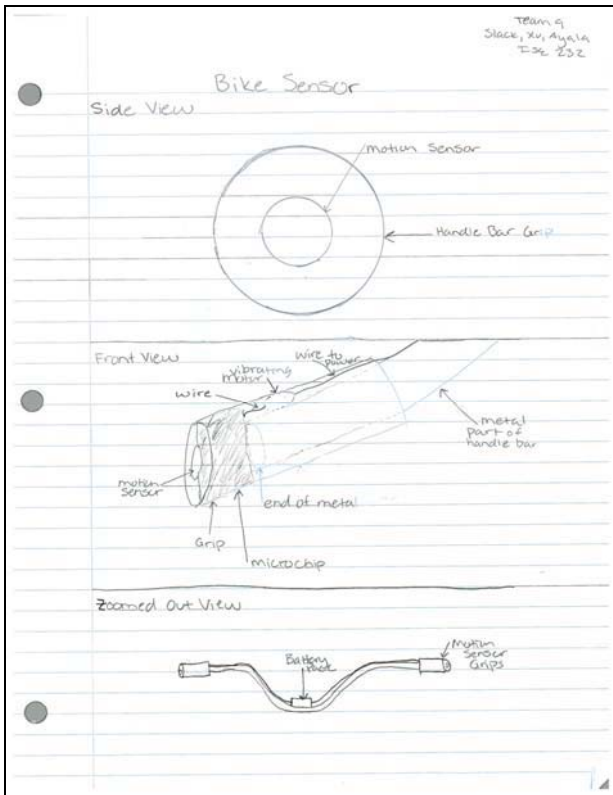 Team 9
Slack, Xu, Ayala
ISE 232
Bike Sensor
Side View
motion sensor
Handle Bar Grip
Front View
wire to
power
vibrating
motor
wire
metal
part of
handle bar
motion
sensor
end of metal
Grip
microchip
Zoomed Out View
Battery
Motion
Sensor
Grips